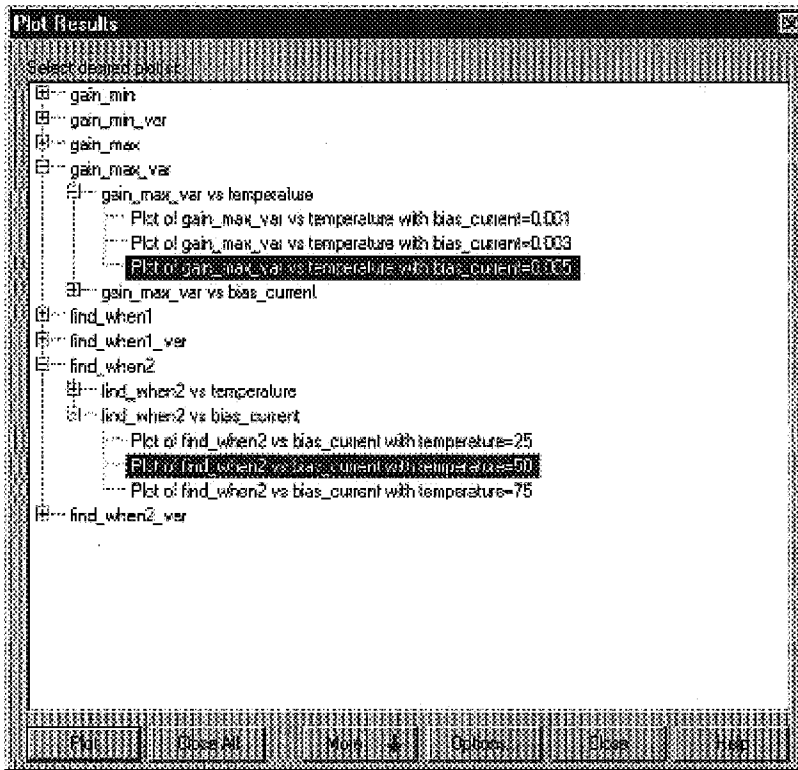 Plot Results
Select desired plot(s):
gain_min
gain_min_var
gain_max
gain_max_var
gain_max_var vs temperature
Plot of gain_max_var vs temperature with bias_current=0.001
Plot of gain_max_var vs temperature with bias_current=0.003
Plot of gain_max_var vs temperature with bias_current=0.005
gain_max_var vs bias_current
find_when1
find_when1_var
find_when2
find_when2 vs temperature
find_when2 vs bias_current
Plot of find_when2 vs bias_current with temperature=25
Plot of find_when2 vs bias_current with temperature=50
Plot of find_when2 vs bias_current with temperature=75
find_when2_var
Plot Close All More Options... Close Help